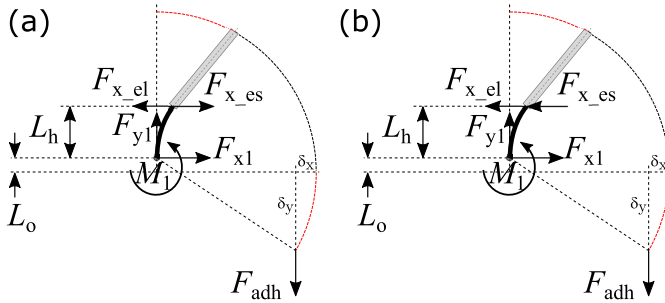 (a)
F_x_el
F_x_es
L_h
F_y1
F_x1
M_1
δ_x
L_o
δ_y
F_adh
(b)
F_x_el
F_x_es
L_h
F_y1
F_x1
M_1
δ_x
L_o
δ_y
F_adh